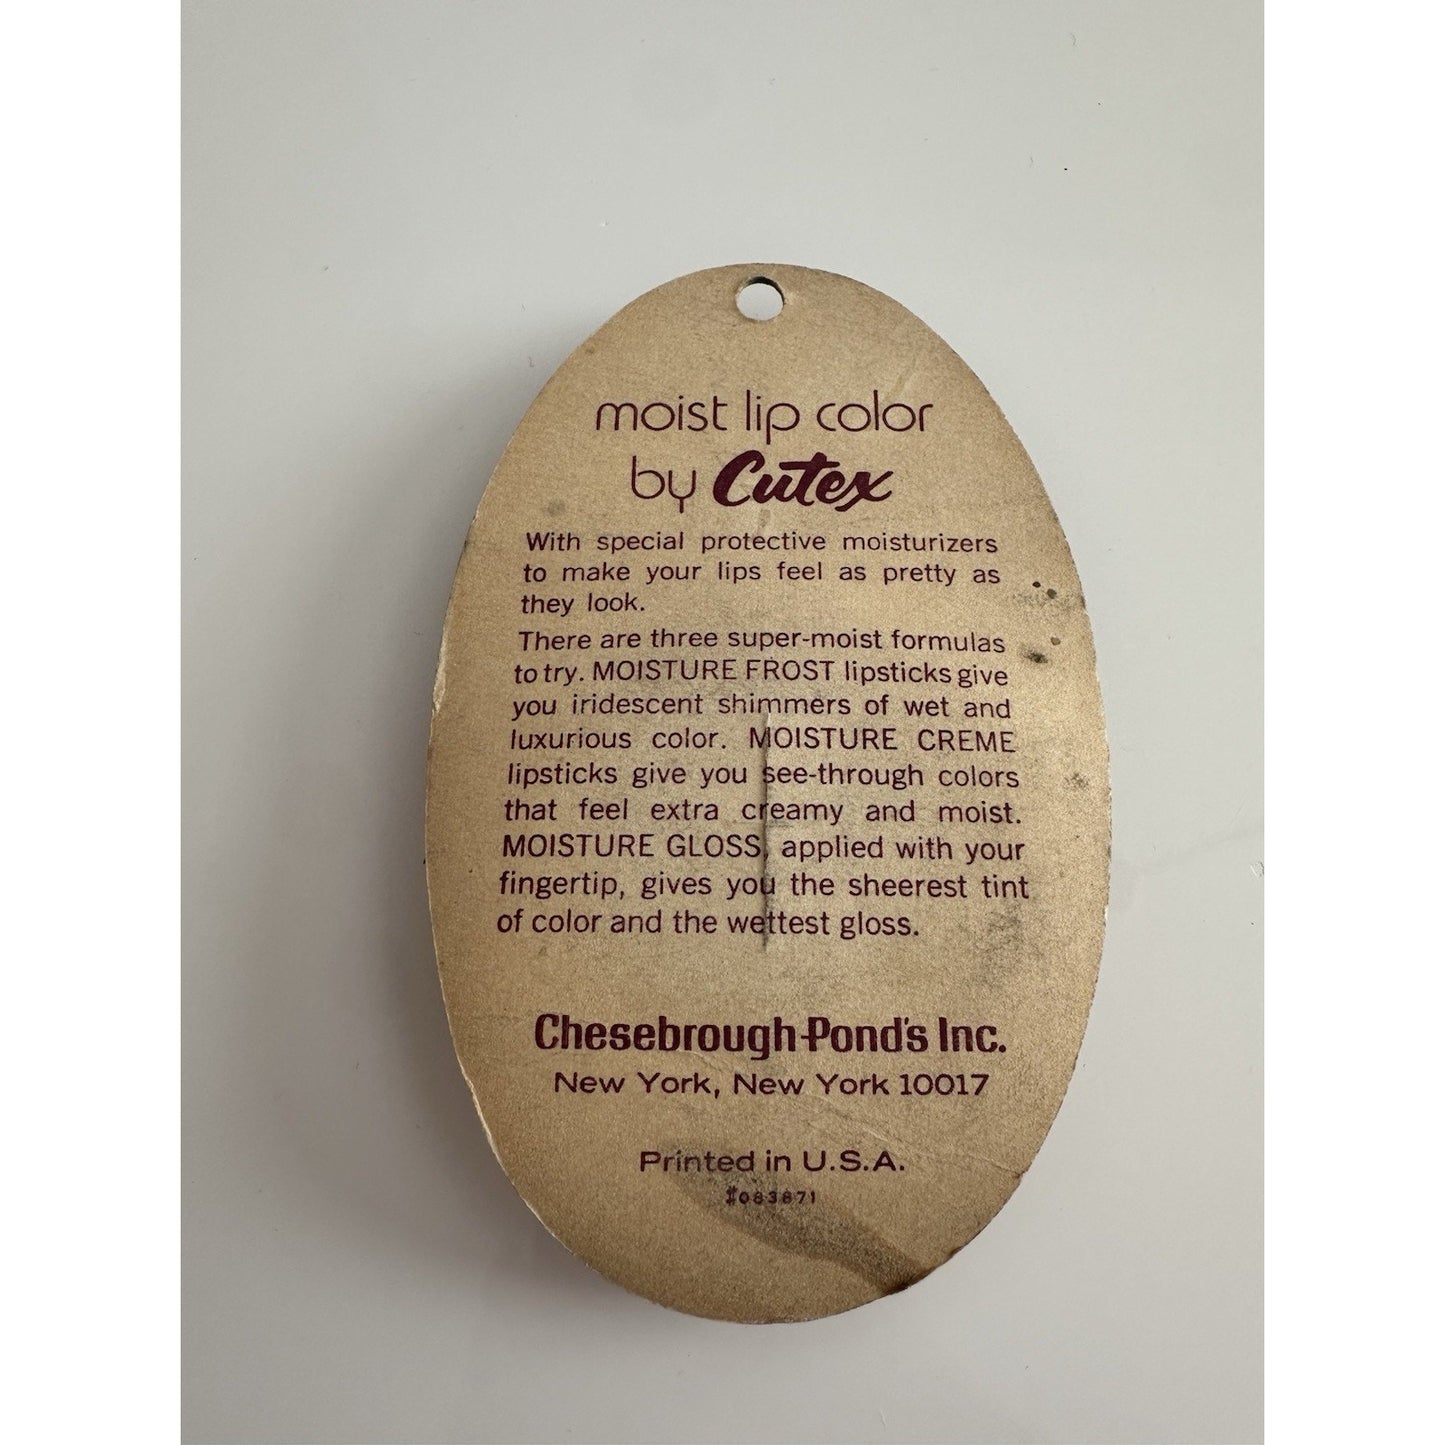 moist lip color
by Cutex
With special protective moisturizers
to make your lips feel as pretty as
they look.
There are three super-moist formulas
to try. MOISTURE FROST lipsticks give
you iridescent shimmers of wet and
luxurious color. MOISTURE CREME
lipsticks give you see-through colors
that feel extra creamy and moist.
MOISTURE GLOSS, applied with your
fingertip, gives you the sheerest tint
of color and the wettest gloss.
Chesebrough-Pond's Inc.
New York, New York 10017
Printed in U.S.A.
#083871